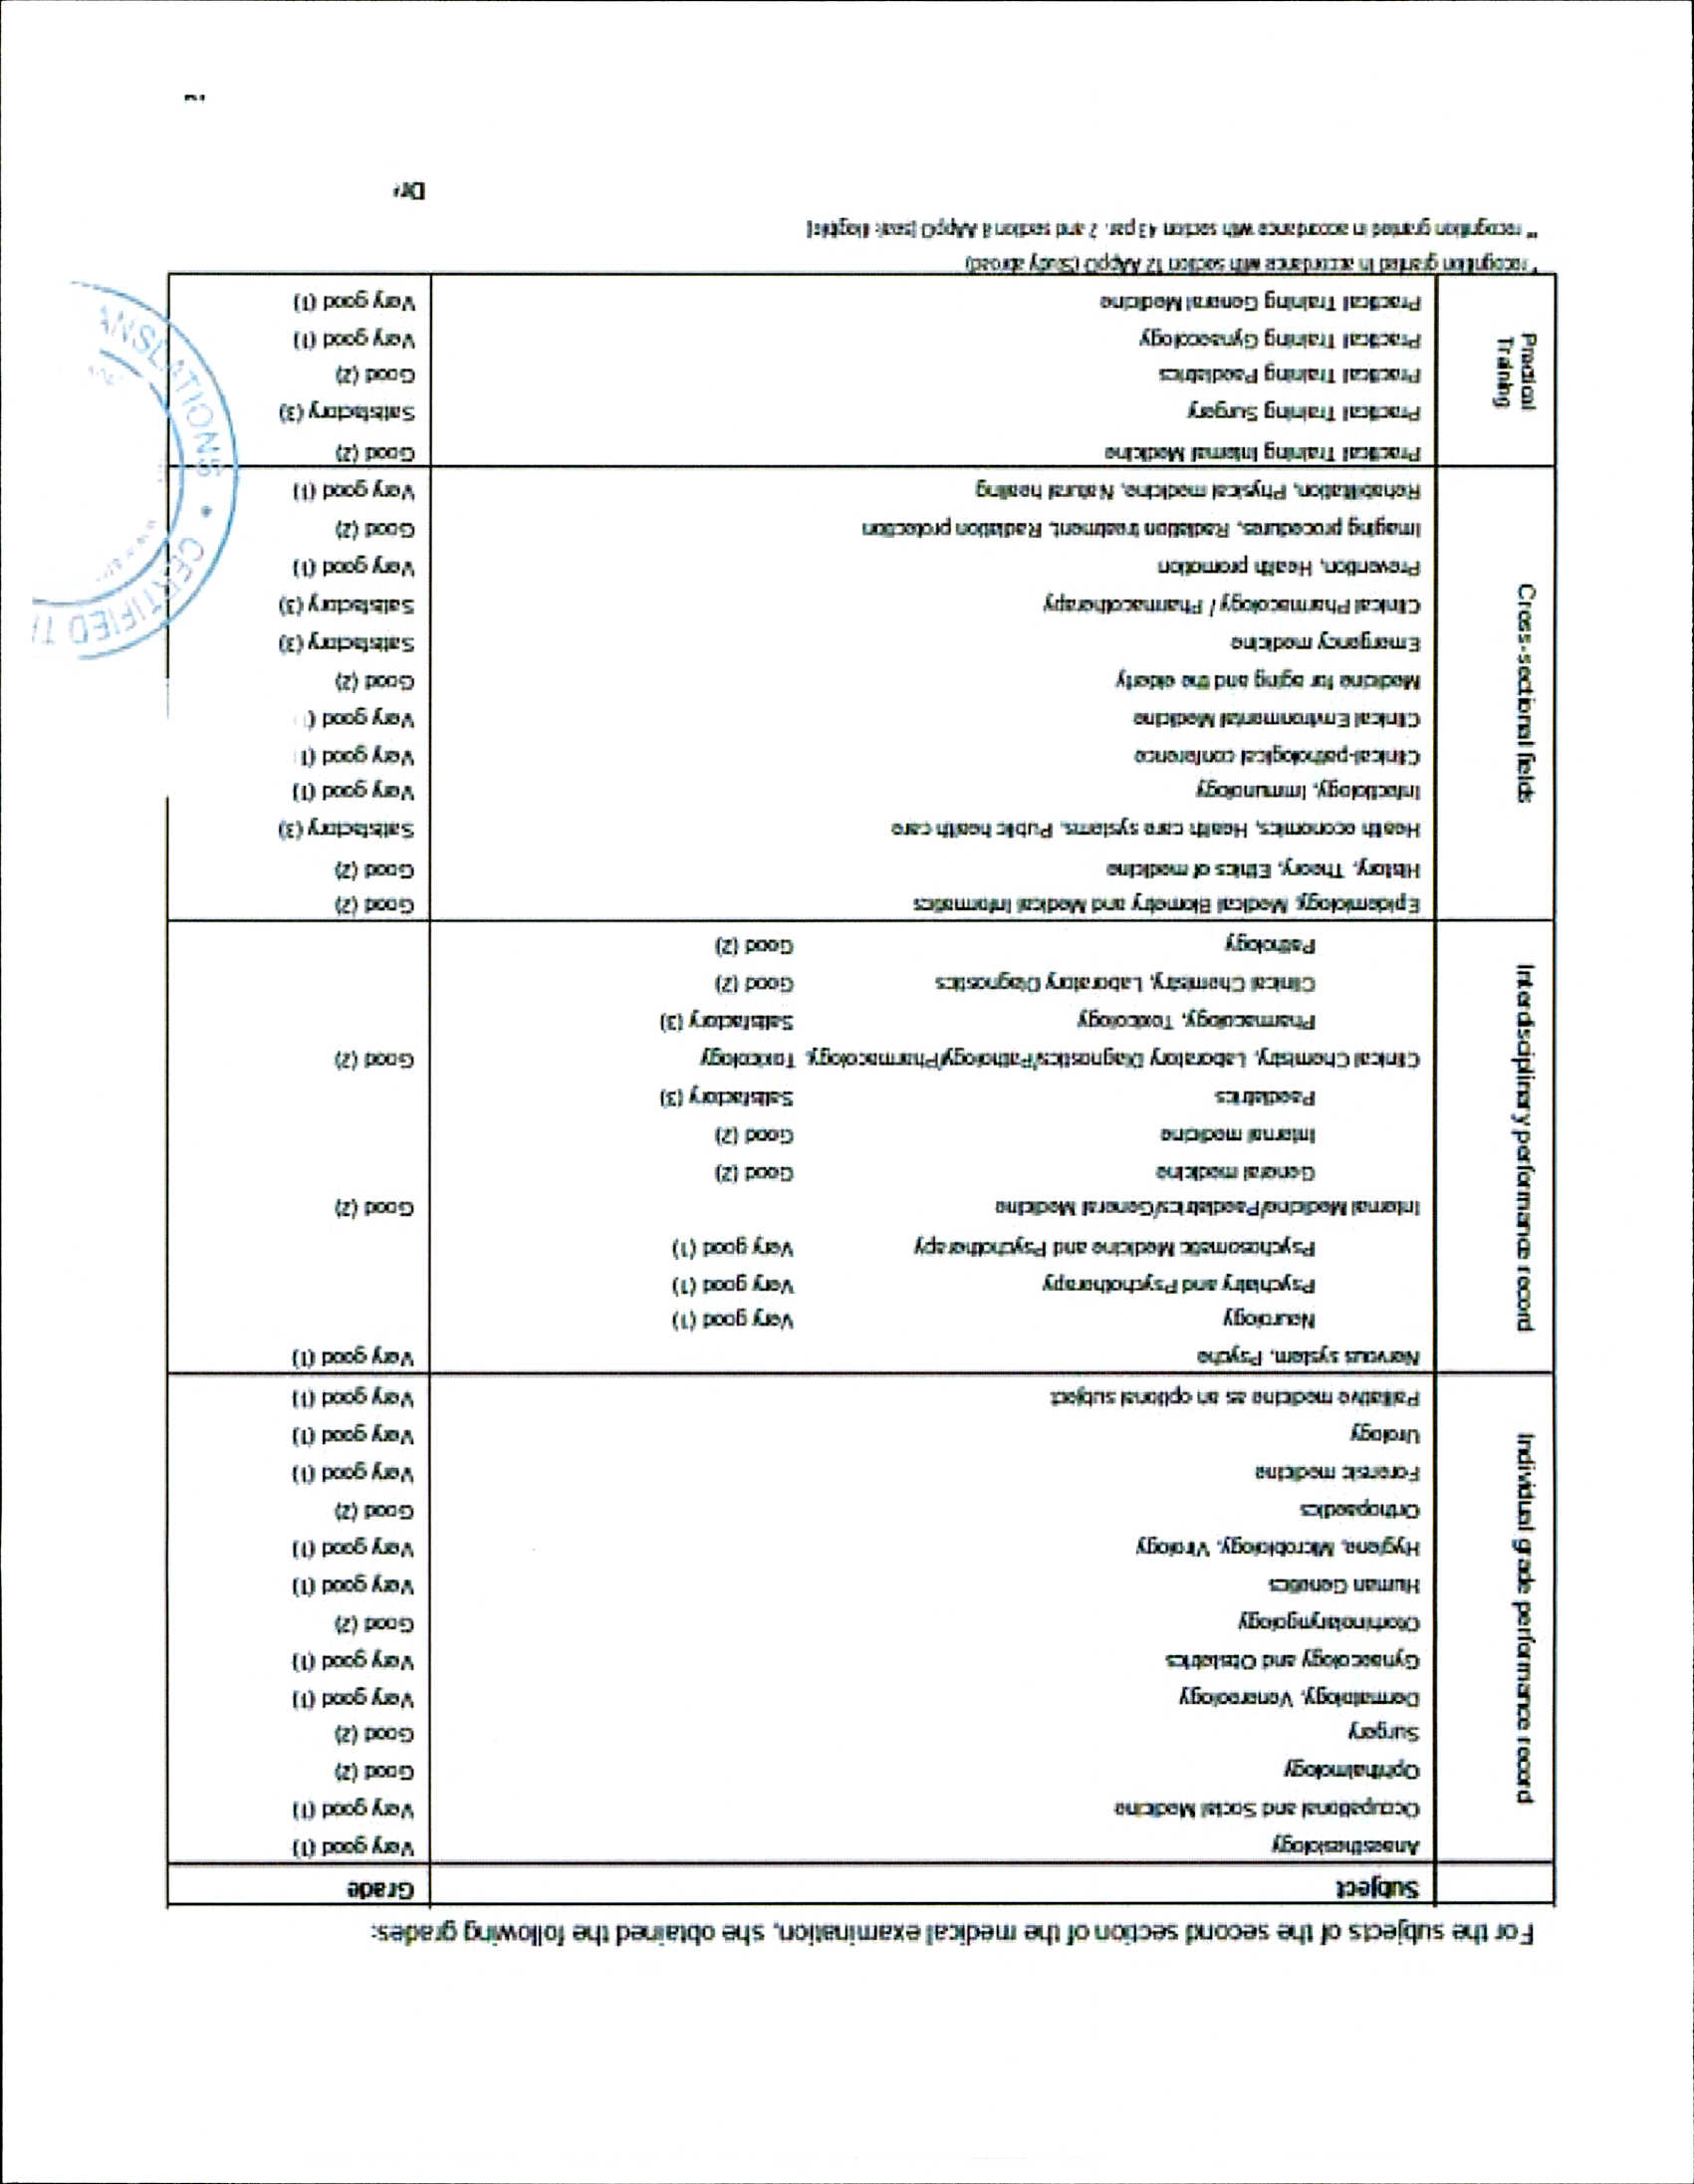 For the subjects of the second section of the medical examination, she obtained the following grades:
Subject Grade
Individual grade performance record
Anaesthesiology Very good (1)
Occupational and Social Medicine Very good (1)
Ophthalmology Good (2)
Surgery Good (2)
Dermatology, Venereology Very good (1)
Gynaecology and Obstetrics Very good (1)
Otorhinolaryngology Good (2)
Human Genetics Very good (1)
Hygiene, Microbiology, Virology Very good (1)
Orthopaedics Good (2)
Forensic medicine Very good (1)
Urology Very good (1)
Palliative medicine as an optional subject Very good (1)
Interdisciplinary performance record
Nervous system, Psyche Very good (1)
Neurology Very good (1)
Psychiatry and Psychotherapy Very good (1)
Psychosomatic Medicine and Psychotherapy Very good (1)
Internal Medicine/Paediatrics/General Medicine Good (2)
General medicine Good (2)
Internal medicine Good (2)
Paediatrics Satisfactory (3)
Clinical Chemistry, Laboratory Diagnostics/Pathology/Pharmacology, Toxicology Good (2)
Pharmacology, Toxicology Satisfactory (3)
Clinical Chemistry, Laboratory Diagnostics Good (2)
Pathology Good (2)
Cross-sectional fields
Epidemiology, Medical Biometry and Medical Informatics Good (2)
History, Theory, Ethics of medicine Good (2)
Health economics, Health care systems, Public health care Satisfactory (3)
Infectiology, Immunology Very good (1)
Clinical-pathological conference Very good (1
Clinical Environmental Medicine Very good (
Medicine for aging and the elderly Good (2)
Emergency medicine Satisfactory (3)
Clinical Pharmacology / Pharmacotherapy Satisfactory (3)
Prevention, Health promotion Very good (1)
Imaging procedures, Radiation treatment, Radiation protection Good (2)
Rehabilitation, Physical medicine, Natural healing Very good (1)
Practical
Training
Practical Training Internal Medicine Good (2)
Practical Training Surgery Satisfactory (3)
Practical Training Paediatrics Good (2)
Practical Training Gynaecology Very good (1)
Practical Training General Medicine Very good (1)
* recognition granted in accordance with section 12 AAppO (Study abroad)
** recognition granted in accordance with section 43 par. 2 and section 8 AAppO [seal: illegible]
CERTIFIED TR
ANSLATIONS